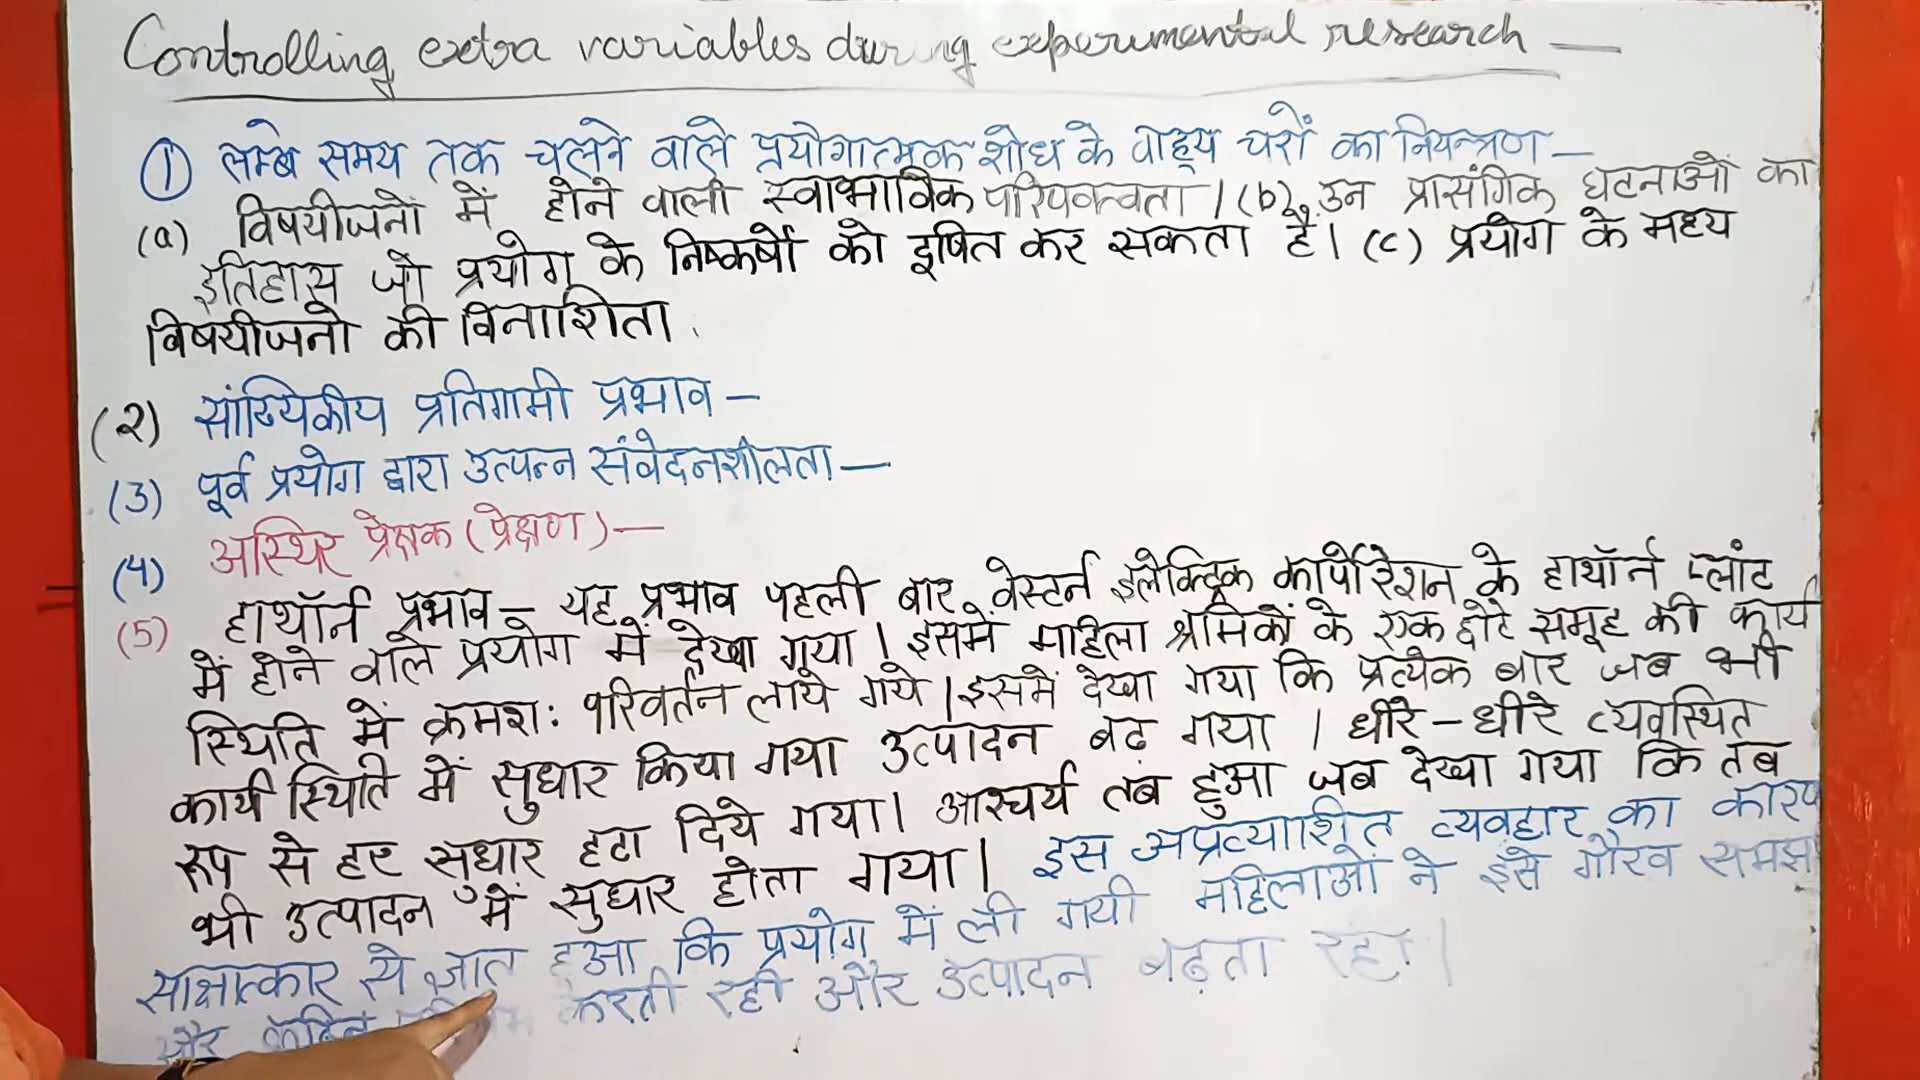 Controlling extra variables during experimental research —
① लम्बे समय तक चलने वाले प्रयोगात्मक शोध के वाह्य चरों का नियन्त्रण —
(a) विषयीजनों में होने वाली स्वाभाविक परिपक्वता । (b) उन प्रासंगिक घटनाओं का
इतिहास जो प्रयोग के निष्कर्षो को दूषित कर सकता है। (c) प्रयोग के मध्य
विषयीजनो की विनाशिता .
(2) सांख्यिकीय प्रतिगामी प्रभाव —
(3) पूर्व प्रयोग द्वारा उत्पन्न संवेदनशीलता —
(4) अस्थिर प्रेक्षक (प्रेक्षण) —
(5) हाथॉर्न प्रभाव – यह प्रभाव पहली बार वेस्टर्न इलेक्ट्रिक कार्पोरेशन के हाथॉर्न प्लांट
में होने वाले प्रयोग में देखा गया । इसमें महिला श्रमिकों के एक छोटे समूह की कार्य
स्थिति में क्रमश: परिवर्तन लाये गये । इसमें देखा गया कि प्रत्येक बार जब भी
कार्य स्थिति में सुधार किया गया उत्पादन बढ़ गया । धीरे – धीरे व्यवस्थित
रूप से हर सुधार हटा दिये गया। आश्चर्य तब हुआ जब देखा गया कि तब
भी उत्पादन में सुधार होता गया। इस अप्रत्याशित व्यवहार का कारण
साक्षात्कार से ज्ञात हुआ कि प्रयोग में ली गयी महिलाओं ने इसे गौरव समझा
और कठिन करती रही और उत्पादन बढ़ता रहा ।